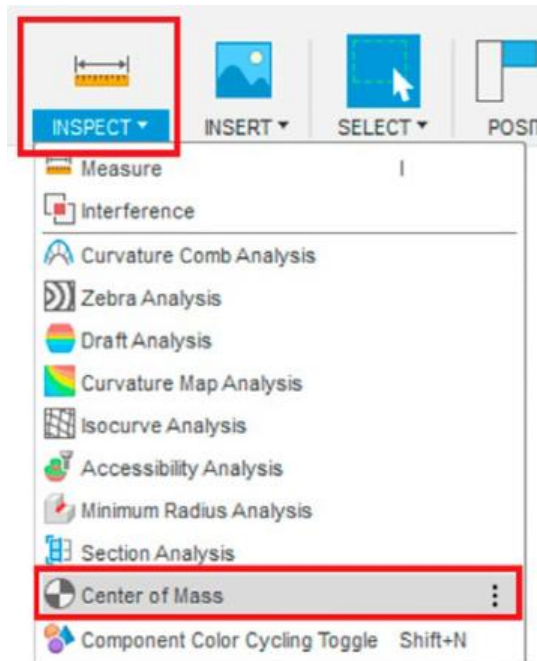 INSPECT INSERT SELECT POSI
Measure I
Interference
Curvature Comb Analysis
Zebra Analysis
Draft Analysis
Curvature Map Analysis
Isocurve Analysis
Accessibility Analysis
Minimum Radius Analysis
Section Analysis
Center of Mass
Component Color Cycling Toggle Shift+N